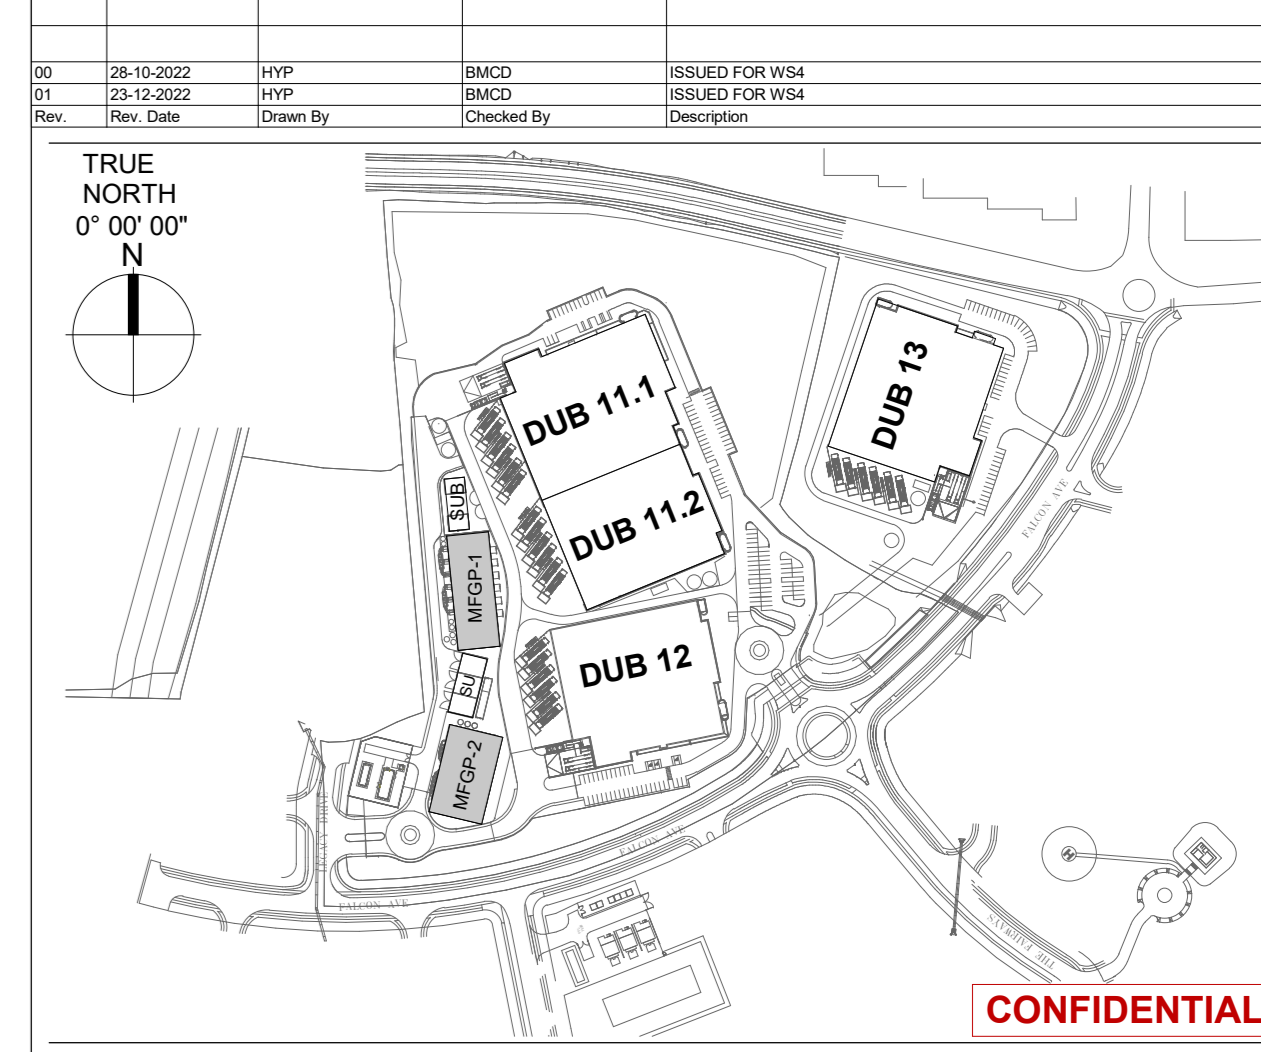 00 28-10-2022 HYP BMCD ISSUED FOR WS4
01 23-12-2022 HYP BMCD ISSUED FOR WS4
Rev. Rev. Date Drawn By Checked By Description
TRUE
NORTH
0° 00' 00"
N
DUB 11.1
DUB 13
DUB 11.2
SUB
MFGP-1
DUB 12
SU
MFGP-2
FALCON AVE
FALCON AVE
FALCON AVE
THE FAIRWAYS
H
CONFIDENTIAL